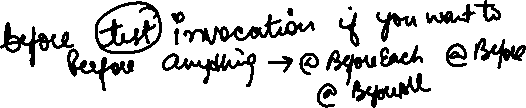 before test invocation if you want to
perform anything → @BeforeEach @Before
@BeforeAll